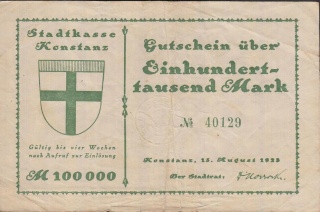 Stadtkasse
Konstanz
Gültig bis vier Wochen
nach Aufruf zur Einlösung
M 100 000
Gutschein über
Einhundert-
tausend Mark
№ 40129
Konstanz, 15. August 1923
Der Stadtrat: